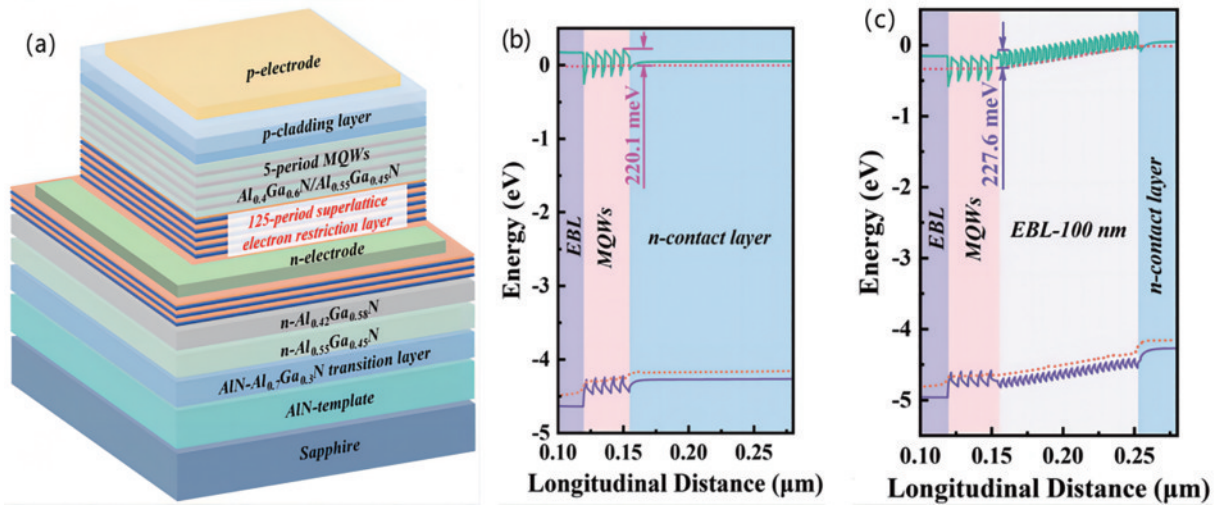 (a)
p-electrode
p-cladding layer
5-period MQWs
Al0.4Ga0.6N/Al0.55Ga0.45N
125-period superlattice
electron restriction layer
n-electrode
n-Al0.42Ga0.58N
n-Al0.55Ga0.45N
AlN-Al0.7Ga0.3N transition layer
AlN-template
Sapphire
(b)
Energy (eV)
0
-1
-2
-3
-4
-5
EBL
MQWs
220.1 meV
n-contact layer
0.10 0.15 0.20 0.25
Longitudinal Distance (μm)
(c)
Energy (eV)
0
-1
-2
-3
-4
-5
EBL
MQWs
227.6 meV
EBL-100 nm
n-contact layer
0.10 0.15 0.20 0.25
Longitudinal Distance (μm)